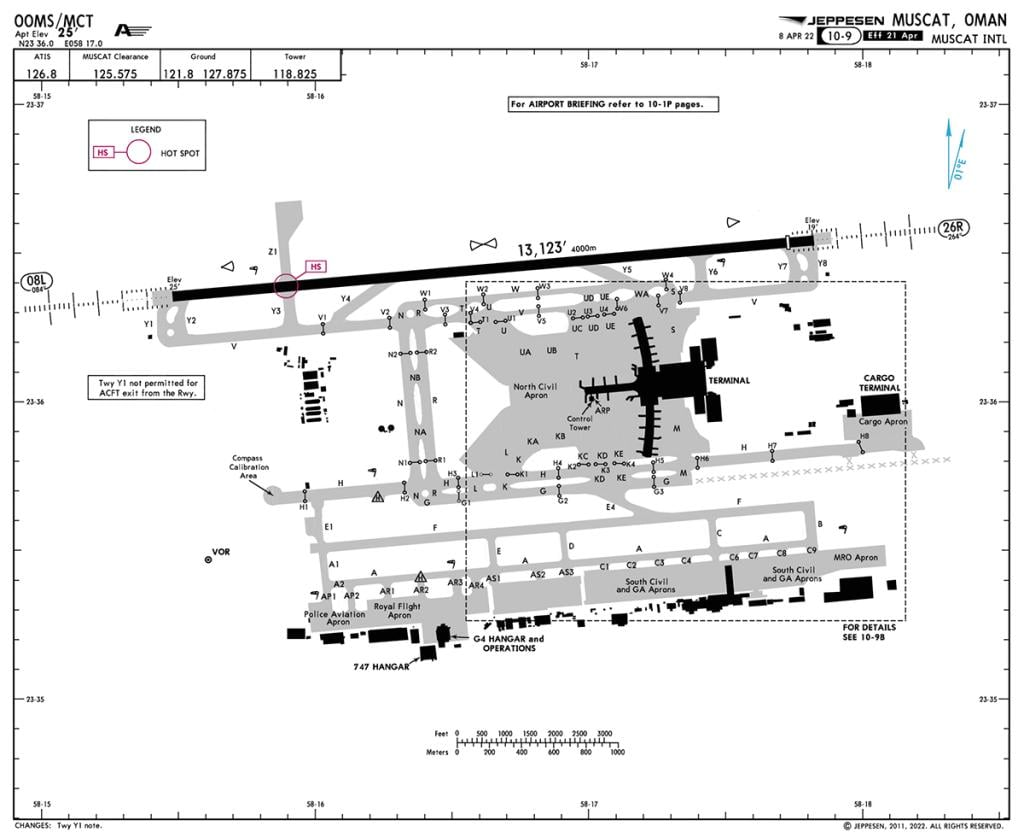 OOMS/MCT
Apt Elev 25'
N23 36.0 E058 17.0
JEPPESEN MUSCAT, OMAN
8 APR 22 10-9 Eff 21 Apr MUSCAT INTL
ATIS MUSCAT Clearance Ground Tower
126.8 125.575 121.8 127.875 118.825
58-15 58-16 58-17 58-18
23-37 23-37
For AIRPORT BRIEFING refer to 10-1P pages.
LEGEND
HS HOT SPOT
01°E
Z1
Elev
19'
26R
264°
13,123' 4000m
HS
08L
084°
Elev
25'
Y5 W4 Y6 Y7 Y8
Y1 Y2 Y3 Y4
W1 W2 W W3 WA S V8
V1 V2 N R V3 T V4 U V V5 UD UE V6 V7 V
T1 U1 U2 U3 U4
T U UC UD UE S
V
N2 R2
UA UB T
NB
Twy Y1 not permitted for
ACFT exit from the Rwy.
North Civil
Apron
TERMINAL
CARGO
TERMINAL
23-36 23-36
N R
ARP
Control
Tower
Cargo Apron
NA
KA KB M
L
K
H H7 H8
Compass
Calibration
Area
N1 R1
KC KD KE
H3 L1 K1 H4 K2 K3 K4 H5 H6
H H2 N R H L K H KD KE M
H1 G G1 G G2 G3 G
E4
E1 F F B
VOR
A1 A E A D A C A
A2 AR1 AR2 AR3 AR4 AS1 AS2 AS3 C1 C2 C3 C4 C6 C7 C8 C9
AP1 AP2
MRO Apron
Police Aviation
Apron
Royal Flight
Apron
South Civil
and GA Aprons
South Civil
and GA Aprons
G4 HANGAR and
OPERATIONS
747 HANGAR
FOR DETAILS
SEE 10-9B
23-35 23-35
Feet 0 500 1000 1500 2000 2500 3000
Meters 0 200 400 600 800 1000
58-15 58-16 58-17 58-18
CHANGES: Twy Y1 note.
© JEPPESEN, 2011, 2022. ALL RIGHTS RESERVED.